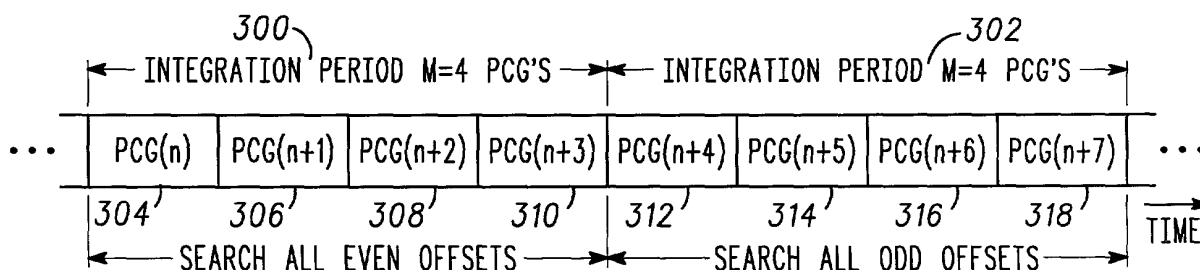 300 302
INTEGRATION PERIOD M=4 PCG'S INTEGRATION PERIOD M=4 PCG'S
••• PCG(n) PCG(n+1) PCG(n+2) PCG(n+3) PCG(n+4) PCG(n+5) PCG(n+6) PCG(n+7) •••
304 306 308 310 312 314 316 318
TIME
SEARCH ALL EVEN OFFSETS SEARCH ALL ODD OFFSETS